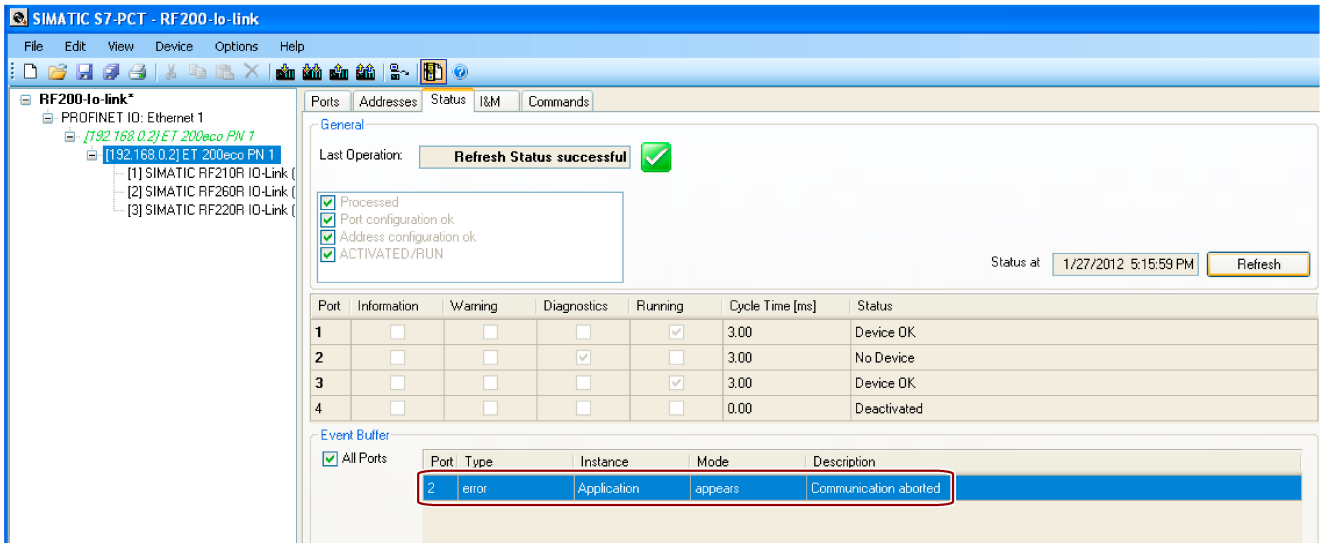 SIMATIC S7-PCT - RF200-Io-link
File Edit View Device Options Help
RF200-Io-link*
PROFINET IO: Ethernet 1
[192.168.0.2] ET 200eco PN 1
[192.168.0.2] ET 200eco PN 1
[1] SIMATIC RF210R IO-Link (
[2] SIMATIC RF260R IO-Link (
[3] SIMATIC RF220R IO-Link (
Ports Addresses Status I&M Commands
General
Last Operation: Refresh Status successful
Processed
Port configuration ok
Address configuration ok
ACTIVATED/RUN
Status at 1/27/2012 5:15:59 PM Refresh
Port Information Warning Diagnostics Running Cycle Time [ms] Status
1 3.00 Device OK
2 3.00 No Device
3 3.00 Device OK
4 0.00 Deactivated
Event Buffer
All Ports
Port Type Instance Mode Description
2 error Application appears Communication aborted